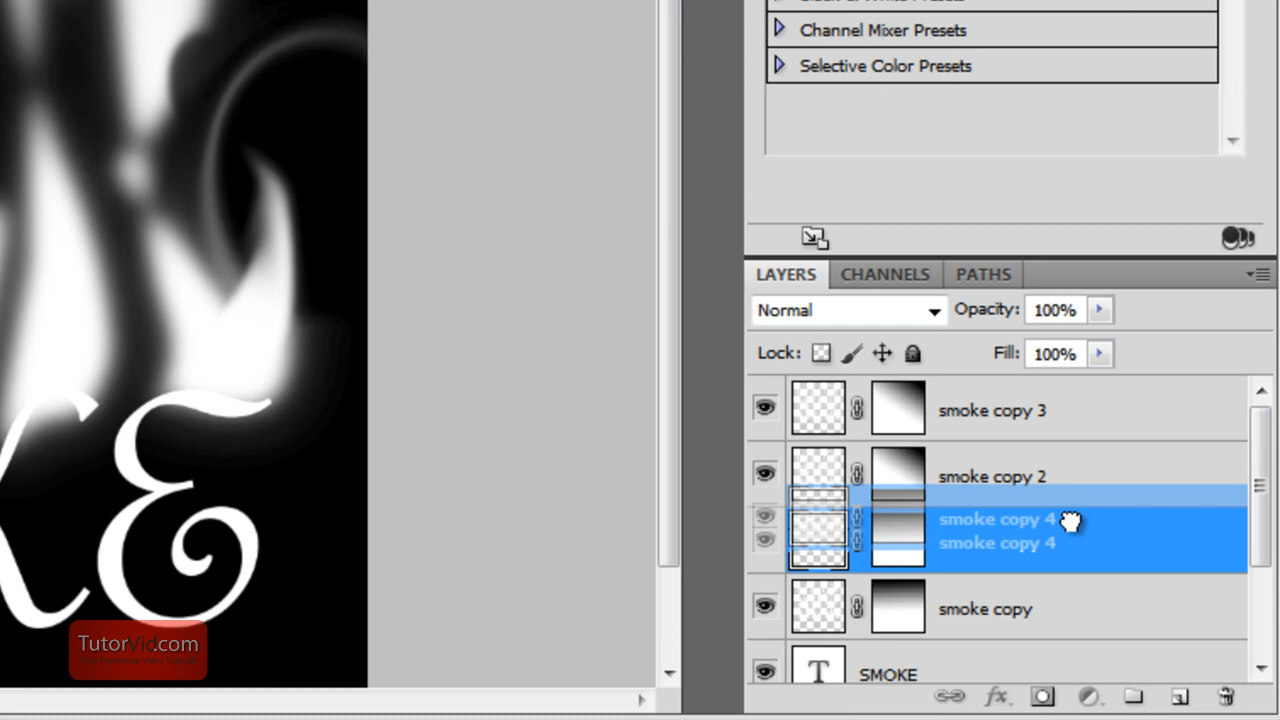 Channel Mixer Presets
Selective Color Presets
LAYERS CHANNELS PATHS
Normal Opacity: 100%
Lock: Fill: 100%
smoke copy 3
smoke copy 2
smoke copy 4
smoke copy 4
smoke copy
T SMOKE
KE
TutorVid.com